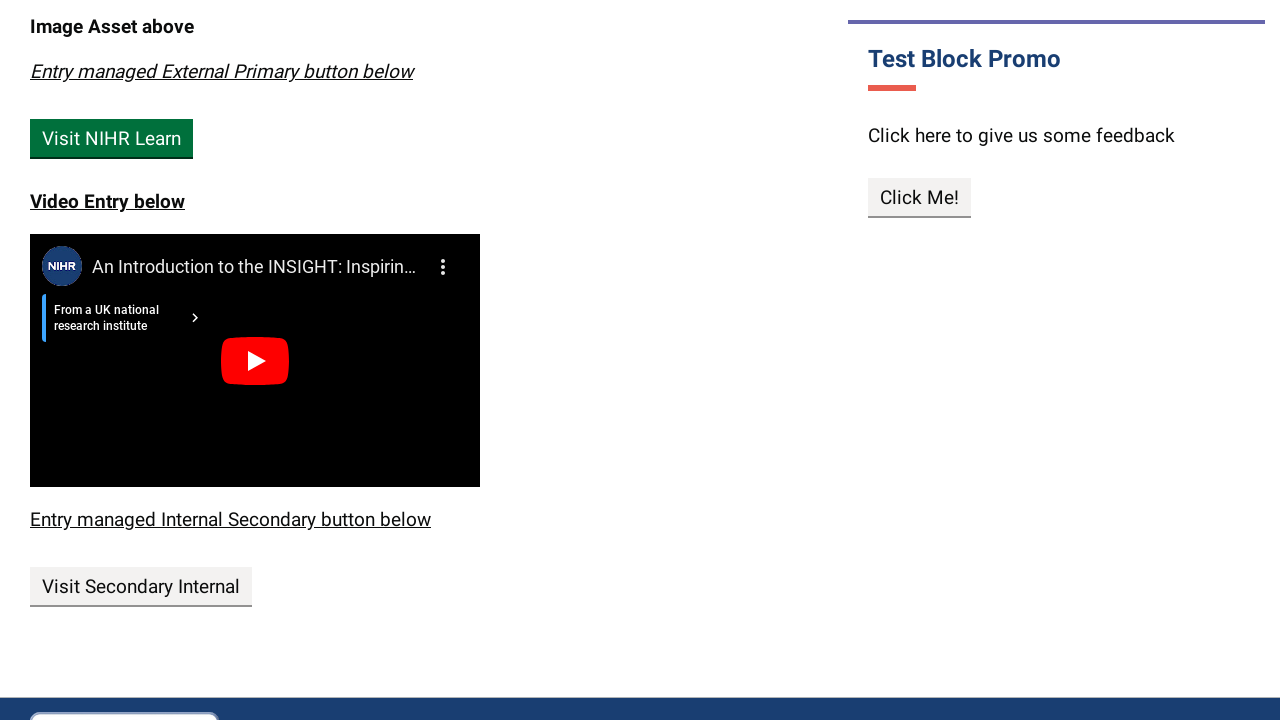 Image Asset above
Entry managed External Primary button below
Visit NIHR Learn
Video Entry below
NIHR
An Introduction to the INSIGHT: Inspirin...
From a UK national
research institute
Entry managed Internal Secondary button below
Visit Secondary Internal
Test Block Promo
Click here to give us some feedback
Click Me!